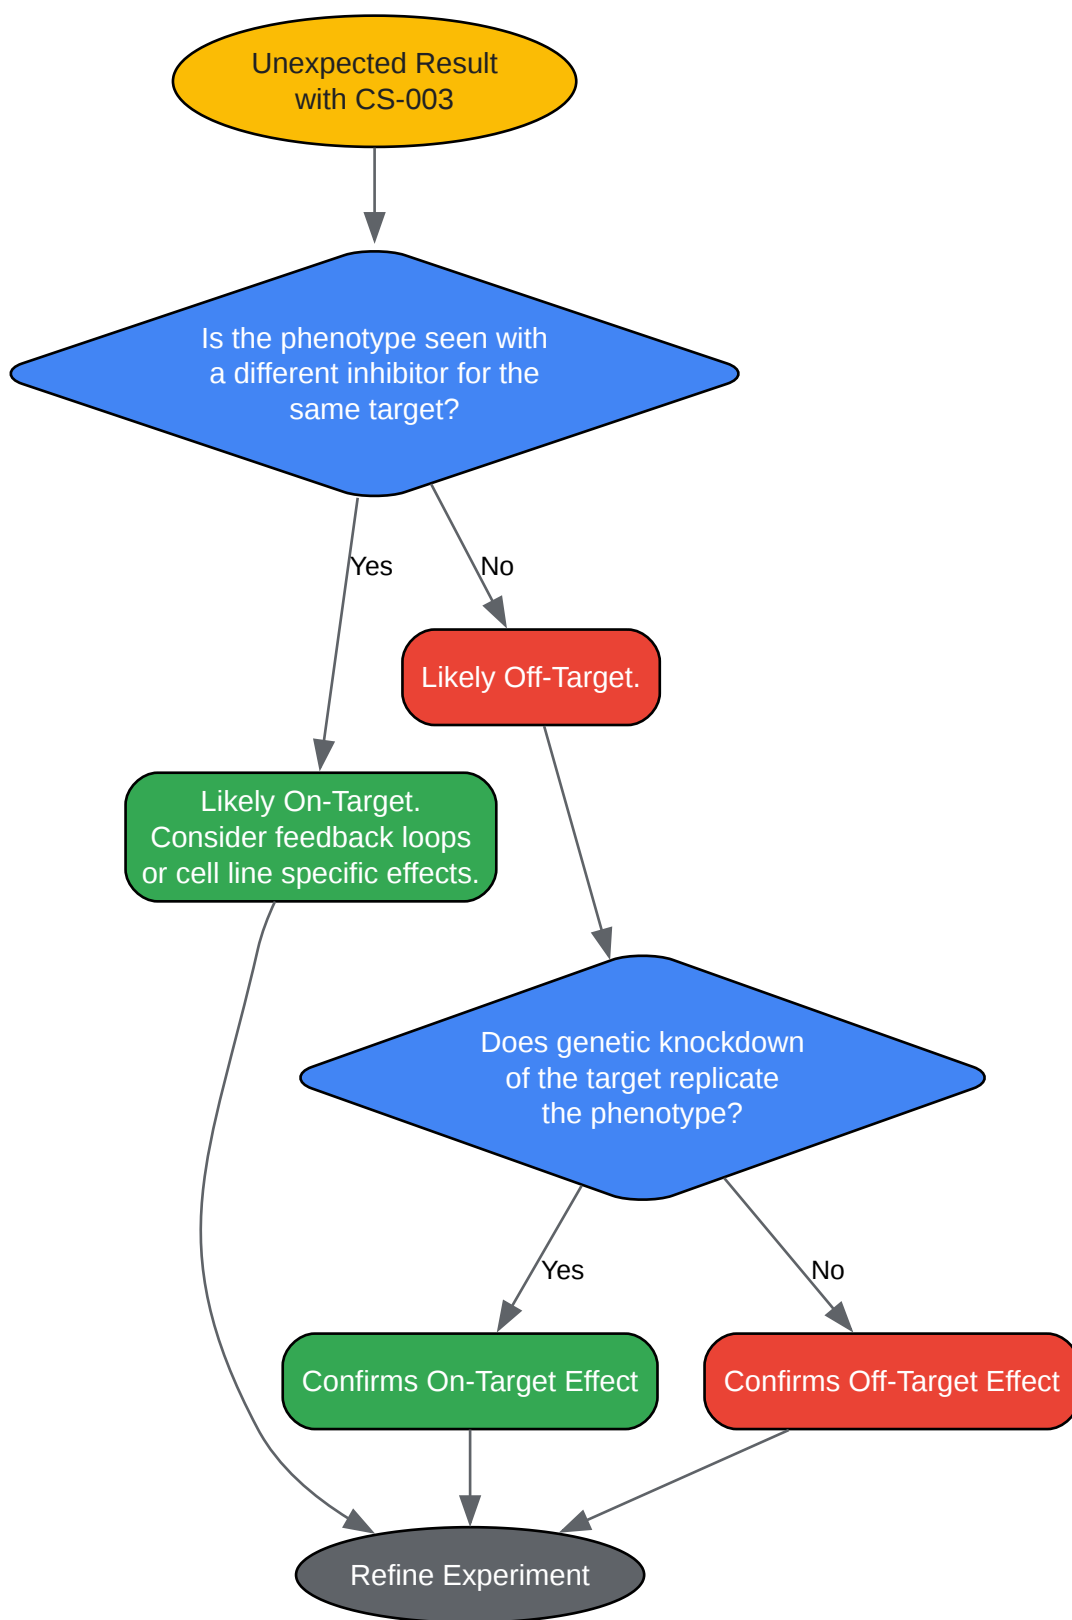 Unexpected Result
with CS-003
Is the phenotype seen with
a different inhibitor for the
same target?
Yes
No
Likely Off-Target.
Likely On-Target.
Consider feedback loops
or cell line specific effects.
Does genetic knockdown
of the target replicate
the phenotype?
Yes
No
Confirms On-Target Effect
Confirms Off-Target Effect
Refine Experiment